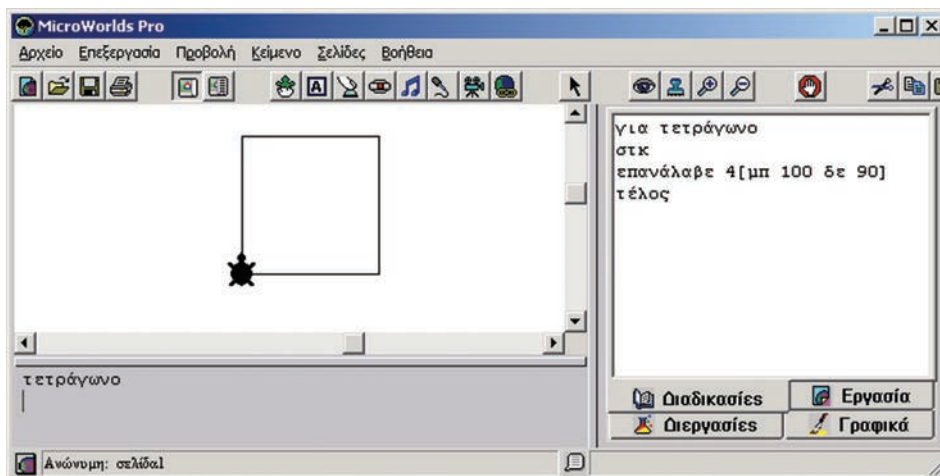 MicroWorlds Pro
Αρχείο Επεξεργασία Προβολή Κείμενο Σελίδες Βοήθεια
για τετράγωνο
στκ
επανάλαβε 4[μπ 100 δε 90]
τέλος
τετράγωνο
Διαδικασίες Εργασία
Διεργασίες Γραφικά
Ανώνυμη: σελίδα1